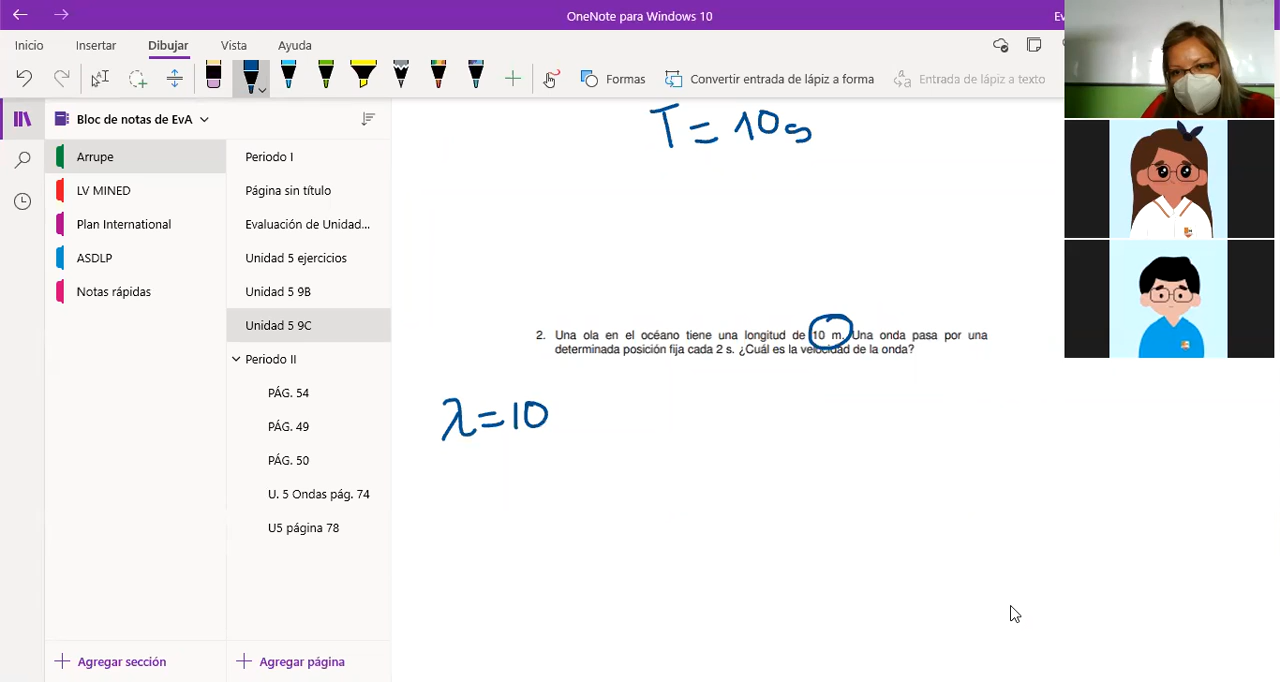 OneNote para Windows 10
Ev
Inicio
Insertar
Dibujar
Vista
Ayuda
Formas
Convertir entrada de lápiz a forma
Entrada de lápiz a texto
Bloc de notas de EvA
Arrupe
LV MINED
Plan International
ASDLP
Notas rápidas
Periodo I
Página sin título
Evaluación de Unidad...
Unidad 5 ejercicios
Unidad 5 9B
Unidad 5 9C
Periodo II
PÁG. 54
PÁG. 49
PÁG. 50
U. 5 Ondas pág. 74
U5 página 78
Agregar sección
Agregar página
T = 10 s
2. Una ola en el océano tiene una longitud de 10 m. Una onda pasa por una
determinada posición fija cada 2 s. ¿Cuál es la velocidad de la onda?
λ = 10